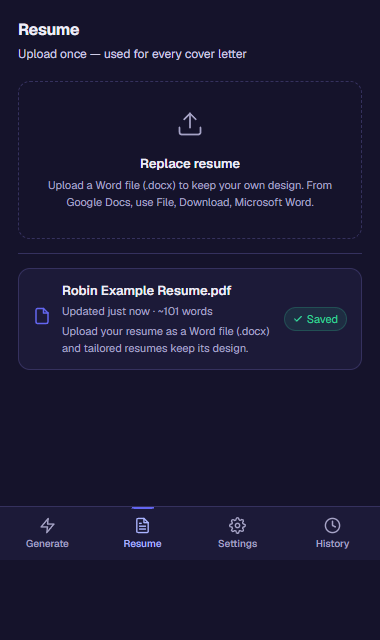 Resume
Upload once — used for every cover letter
Replace resume
Upload a Word file (.docx) to keep your own design. From
Google Docs, use File, Download, Microsoft Word.
Robin Example Resume.pdf
Updated just now · ~101 words
Upload your resume as a Word file (.docx)
and tailored resumes keep its design.
Saved
Generate
Resume
Settings
History